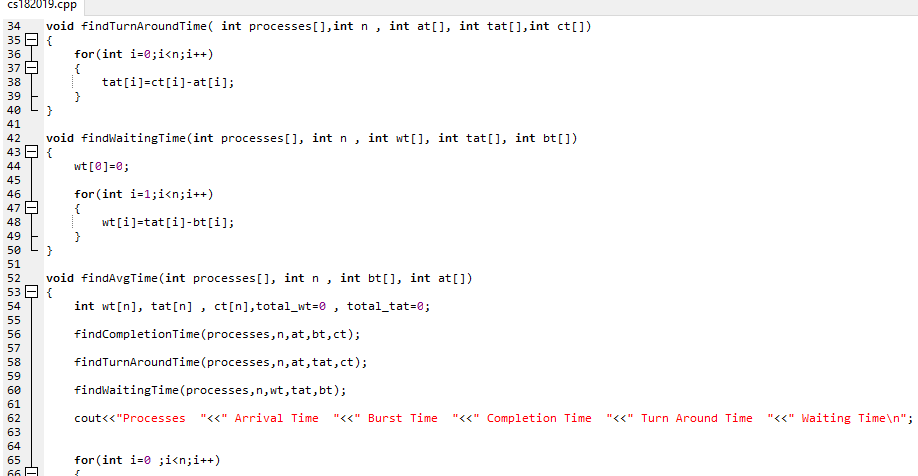 cs182019.cpp
34 void findTurnAroundTime( int processes[],int n , int at[], int tat[],int ct[])
35 {
36     for(int i=0;i<n;i++)
37     {
38         tat[i]=ct[i]-at[i];
39     }
40 }
41
42 void findWaitingTime(int processes[], int n , int wt[], int tat[], int bt[])
43 {
44     wt[0]=0;
45
46     for(int i=1;i<n;i++)
47     {
48         wt[i]=tat[i]-bt[i];
49     }
50 }
51
52 void findAvgTime(int processes[], int n , int bt[], int at[])
53 {
54     int wt[n], tat[n] , ct[n],total_wt=0 , total_tat=0;
55
56     findCompletionTime(processes,n,at,bt,ct);
57
58     findTurnAroundTime(processes,n,at,tat,ct);
59
60     findWaitingTime(processes,n,wt,tat,bt);
61
62     cout<<"Processes  "<<" Arrival Time  "<<" Burst Time  "<<" Completion Time  "<<" Turn Around Time  "<<" Waiting Time\n";
63
64
65     for(int i=0 ;i<n;i++)
66     {